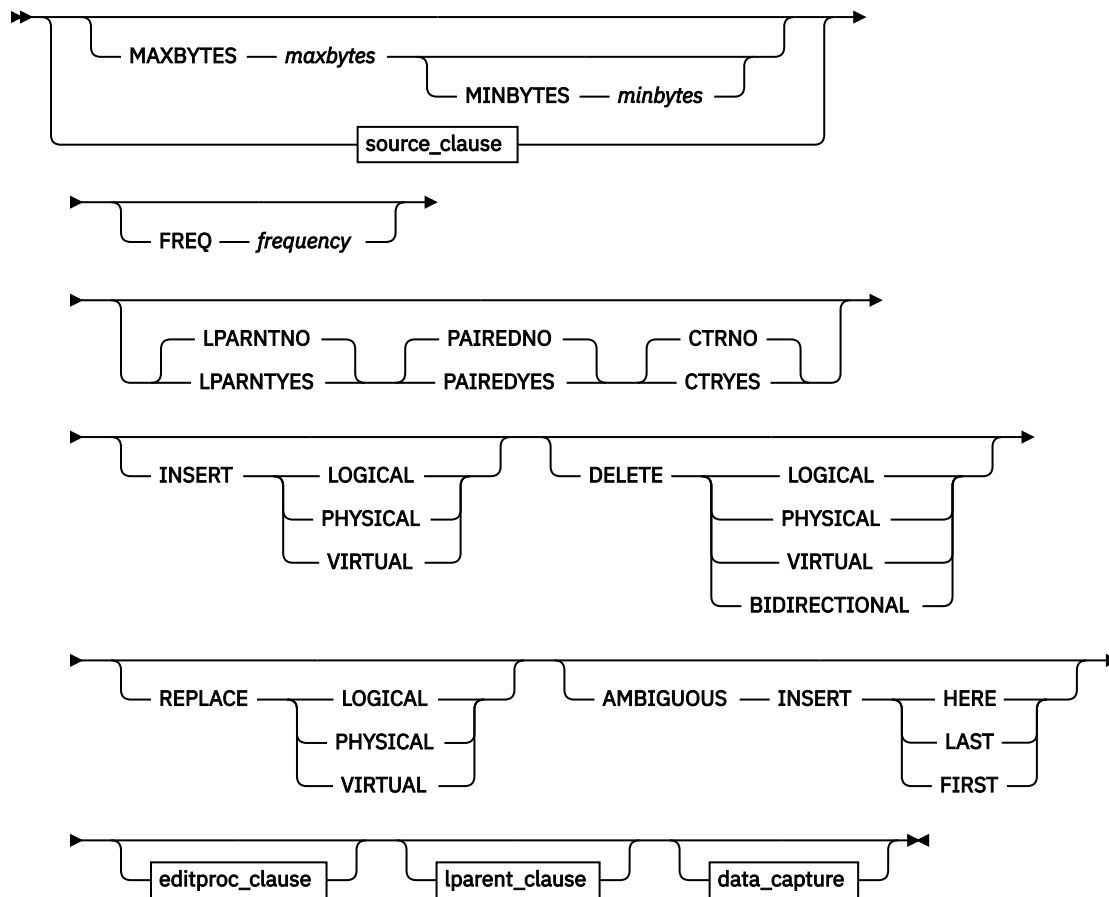 MAXBYTES maxbytes
MINBYTES minbytes
source_clause
FREQ frequency
LPARNTNO PAIREDNO CTRNO
LPARNTYES PAIREDYES CTRYES
INSERT LOGICAL DELETE LOGICAL
PHYSICAL PHYSICAL
VIRTUAL VIRTUAL
BIDIRECTIONAL
REPLACE LOGICAL AMBIGUOUS INSERT HERE
PHYSICAL LAST
VIRTUAL FIRST
editproc_clause lparent_clause data_capture